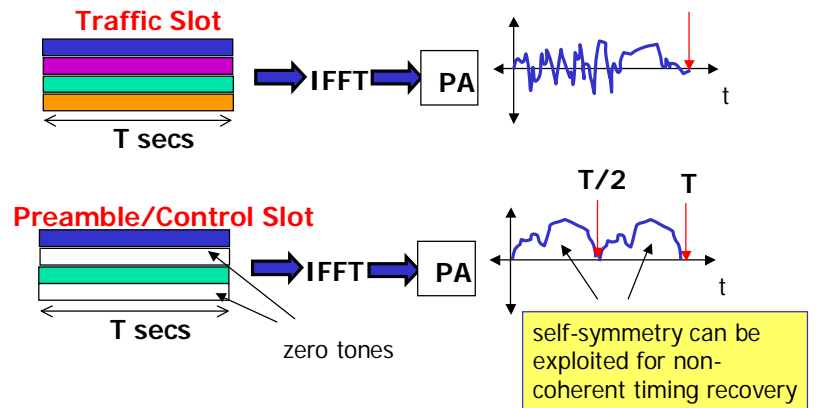 Traffic Slot
IFFT
PA
t
T secs
T/2
T
Preamble/Control Slot
IFFT
PA
t
T secs
zero tones
self-symmetry can be
exploited for non-
coherent timing recovery